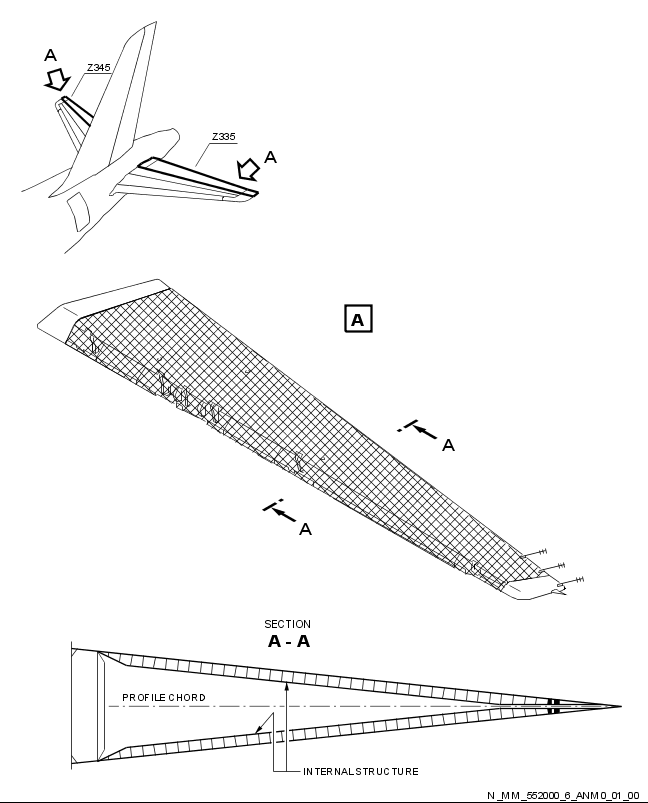 A
Z345
Z335
A
A
A
A
SECTION
A - A
PROFILE CHORD
INTERNAL STRUCTURE
N_MM_552000_6_ANM0_01_00